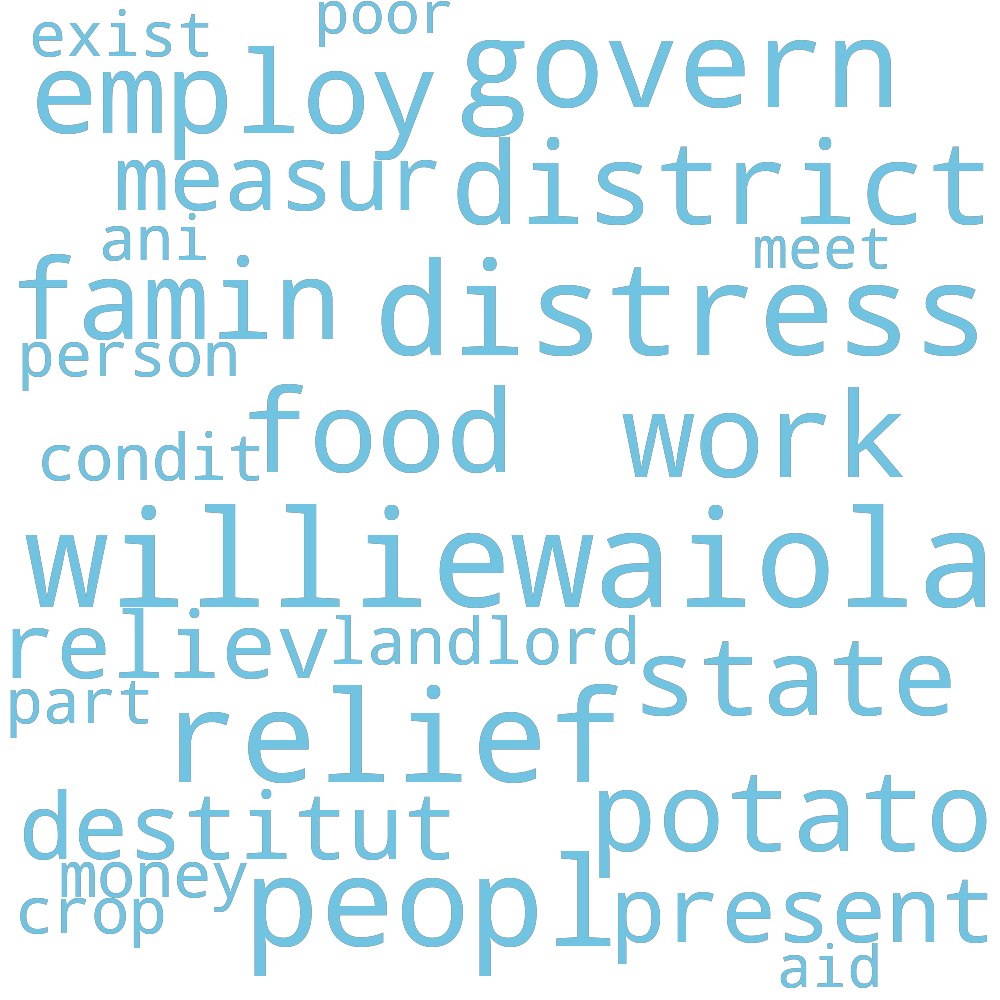 poor
exist
govern
employ
measur
district
ani
meet
famin
distress
person
food
work
condit
williewaiola
reliev
landlord
state
part
relief
destitut
potato
money
peopl
present
crop
aid